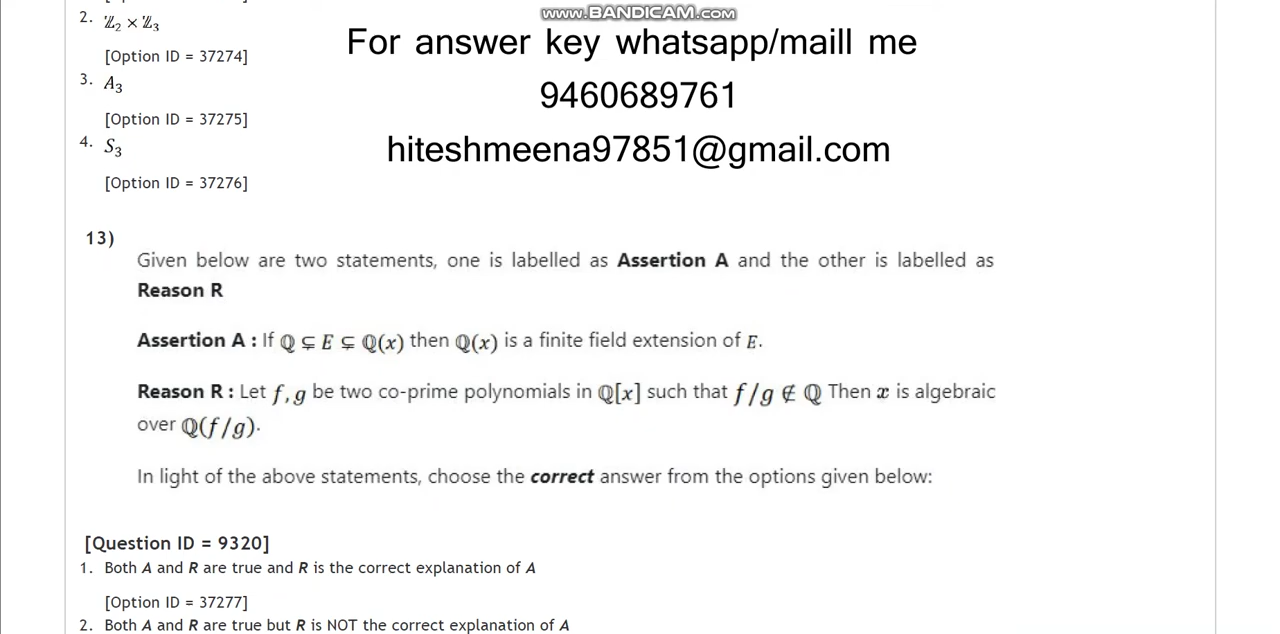 www.BANDICAM.com
2. ℤ₂ × ℤ₃
For answer key whatsapp/maill me
[Option ID = 37274]
3. A₃
9460689761
[Option ID = 37275]
4. S₃
hiteshmeena97851@gmail.com
[Option ID = 37276]
13)
Given below are two statements, one is labelled as Assertion A and the other is labelled as
Reason R
Assertion A : If ℚ ⊊ E ⊊ ℚ(x) then ℚ(x) is a finite field extension of E.
Reason R : Let f, g be two co-prime polynomials in ℚ[x] such that f/g ∉ ℚ Then x is algebraic
over ℚ(f/g).
In light of the above statements, choose the correct answer from the options given below:
[Question ID = 9320]
1. Both A and R are true and R is the correct explanation of A
[Option ID = 37277]
2. Both A and R are true but R is NOT the correct explanation of A